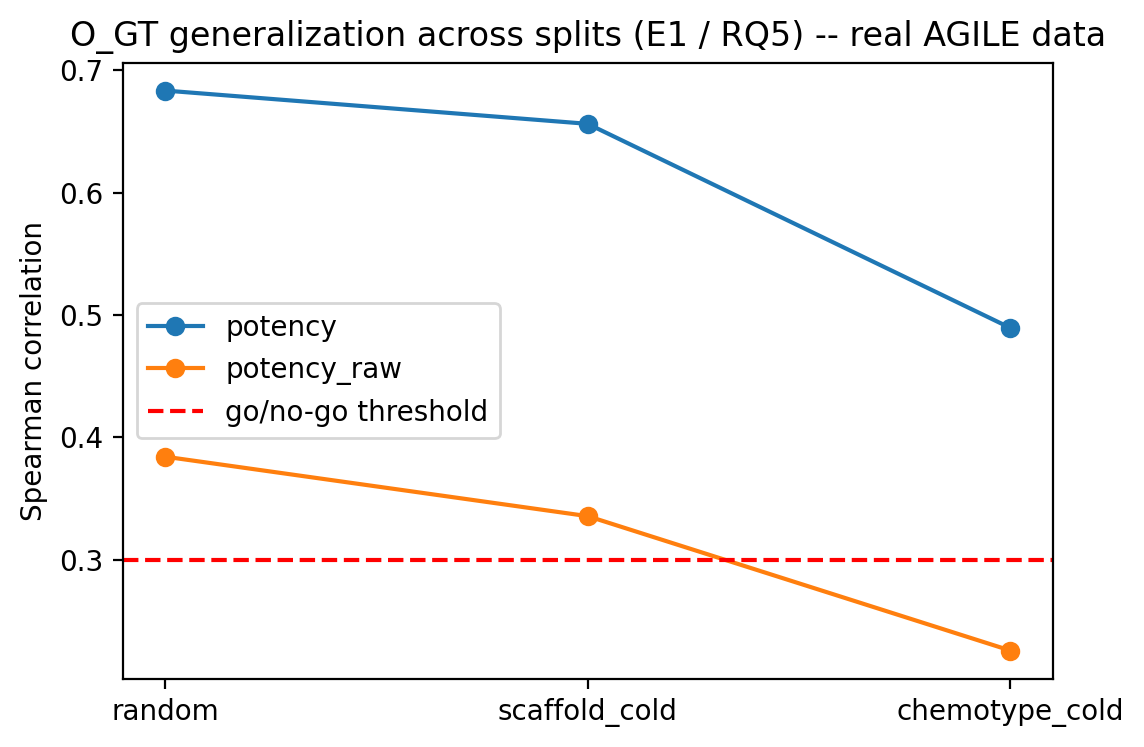 O_GT generalization across splits (E1 / RQ5) -- real AGILE data
Spearman correlation
0.7
0.6
0.5
0.4
0.3
potency
potency_raw
go/no-go threshold
random
scaffold_cold
chemotype_cold